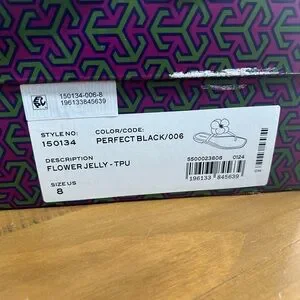 150134-006-8
196133845639
STYLE NO:
150134
COLOR/CODE:
PERFECT BLACK/006
DESCRIPTION
FLOWER JELLY - TPU
SIZE US
8
5500023608 0124
196133 845639